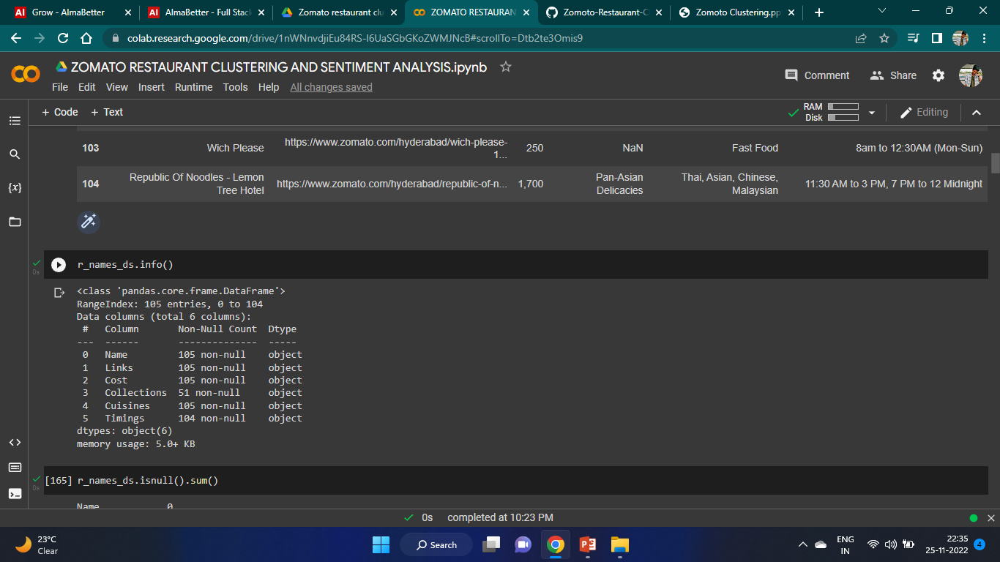 Grow - AlmaBetter
AlmaBetter - Full Stac
Zomato restaurant clu
ZOMATO RESTAURAN
Zomoto-Restaurant-C
Zomoto Clustering.pp
colab.research.google.com/drive/1nWNnvdjiEu84RS-I6UaSGbGKoZWMJNcB#scrollTo=Dtb2te3Omis9
ZOMATO RESTAURANT CLUSTERING AND SENTIMENT ANALYSIS.ipynb
File Edit View Insert Runtime Tools Help All changes saved
Comment Share
+ Code + Text
RAM
Disk
Editing
103 Wich Please https://www.zomato.com/hyderabad/wich-please-1... 250 NaN Fast Food 8am to 12:30AM (Mon-Sun)
104 Republic Of Noodles - Lemon Tree Hotel https://www.zomato.com/hyderabad/republic-of-n... 1,700 Pan-Asian Delicacies Thai, Asian, Chinese, Malaysian 11:30 AM to 3 PM, 7 PM to 12 Midnight
r_names_ds.info()
0s
<class 'pandas.core.frame.DataFrame'>
RangeIndex: 105 entries, 0 to 104
Data columns (total 6 columns):
# Column Non-Null Count Dtype
--- ------ -------------- -----
0 Name 105 non-null object
1 Links 105 non-null object
2 Cost 105 non-null object
3 Collections 51 non-null object
4 Cuisines 105 non-null object
5 Timings 104 non-null object
dtypes: object(6)
memory usage: 5.0+ KB
[165] r_names_ds.isnull().sum()
0s
Name 0
0s completed at 10:23 PM
23°C
Clear
Search
ENG
IN
22:35
25-11-2022
4